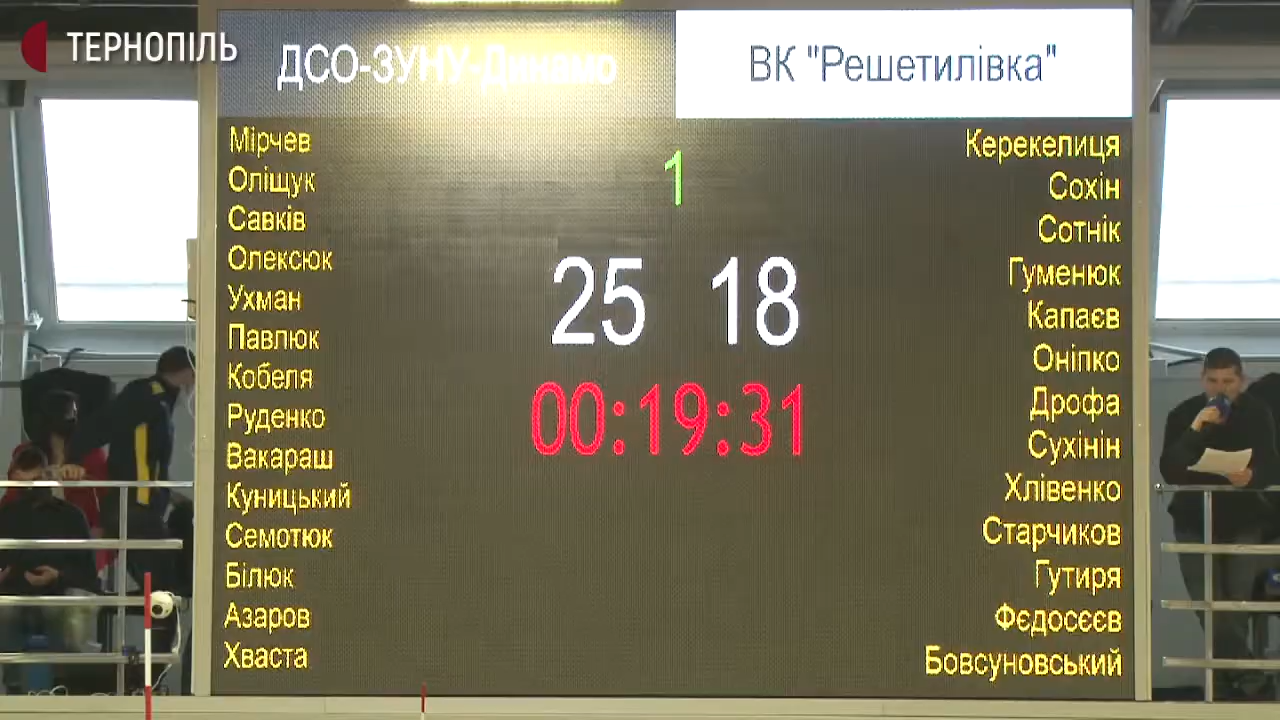 ТЕРНОПІЛЬ
ДСО-ЗУНУ-Динамо
ВК "Решетилівка"
1
25 18
00:19:31
Мірчев
Оліщук
Савків
Олексюк
Ухман
Павлюк
Кобеля
Руденко
Вакараш
Куницький
Семотюк
Білюк
Азаров
Хваста
Керекелиця
Сохін
Сотнік
Гуменюк
Капаєв
Оніпко
Дрофа
Сухінін
Хлівенко
Старчиков
Гутиря
Фєдосєєв
Бовсуновський